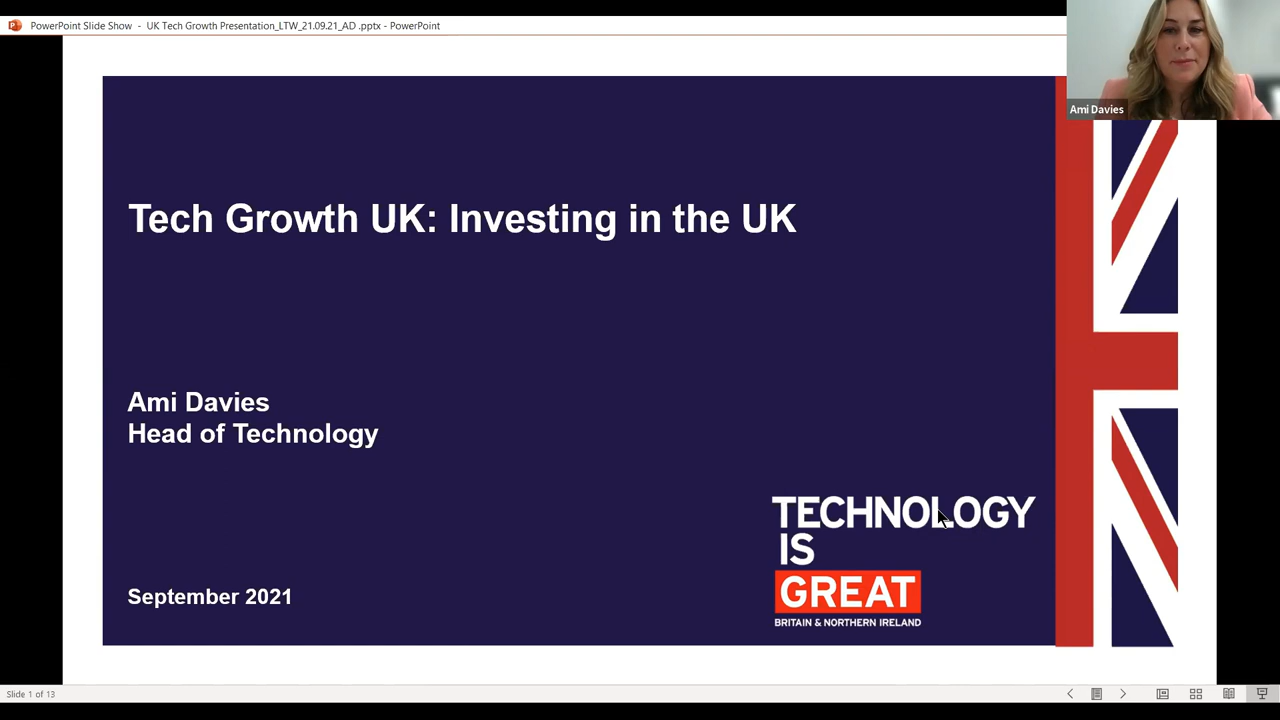 PowerPoint Slide Show - UK Tech Growth Presentation_LTW_21.09.21_AD .pptx - PowerPoint
Ami Davies
Tech Growth UK: Investing in the UK
Ami Davies
Head of Technology
TECHNOLOGY
IS
GREAT
BRITAIN & NORTHERN IRELAND
September 2021
Slide 1 of 13